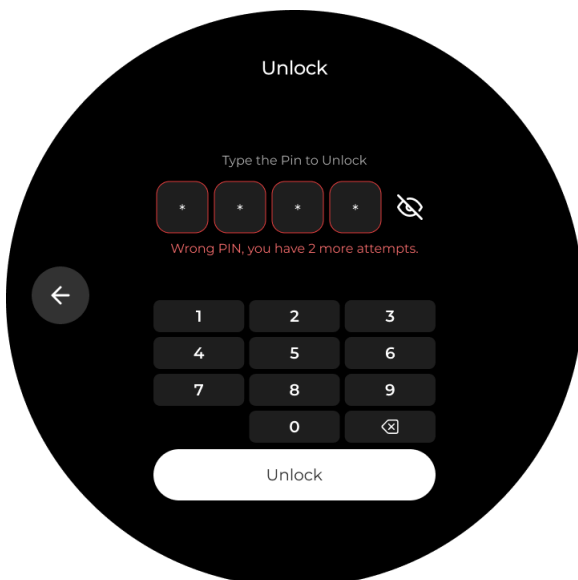 Unlock
Type the Pin to Unlock
* * * *
Wrong PIN, you have 2 more attempts.
1 2 3
4 5 6
7 8 9
0
Unlock